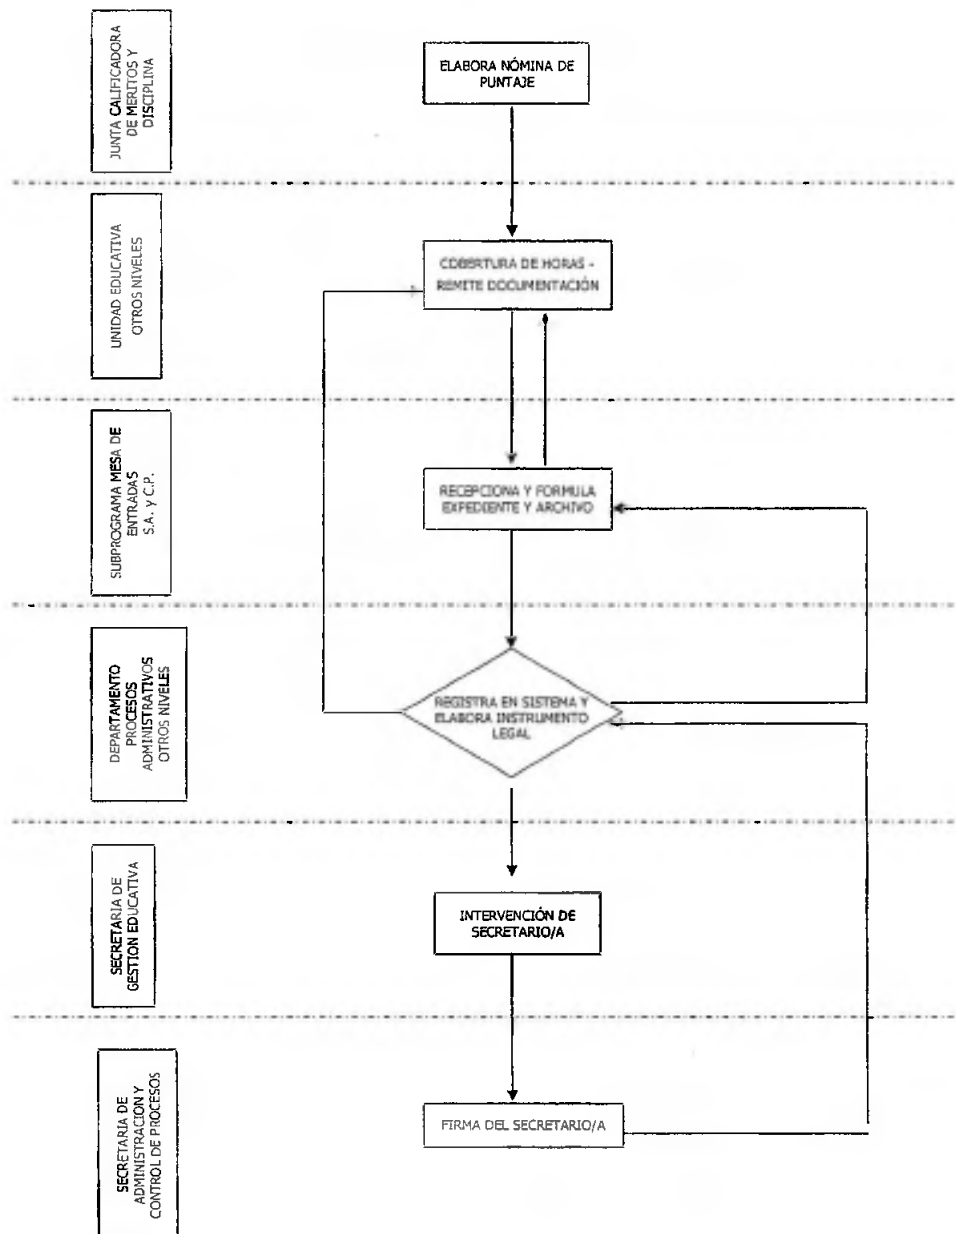 JUNTA CALIFICADORA
DE MERITOS Y
DISCIPLINA
ELABORA NÓMINA DE
PUNTAJE
UNIDAD EDUCATIVA
OTROS NIVELES
COBERTURA DE HORAS -
REMITE DOCUMENTACIÓN
SUBPROGRAMA MESA DE
ENTRADAS
S.A. y C.P.
RECEPCIONA Y FORMULA
EXPEDIENTE Y ARCHIVO
DEPARTAMENTO
PROCESOS
ADMINISTRATIVOS
OTROS NIVELES
REGISTRA EN SISTEMA Y
ELABORA INSTRUMENTO
LEGAL
SECRETARIA DE
GESTION EDUCATIVA
INTERVENCIÓN DE
SECRETARIO/A
SECRETARIA DE
ADMINISTRACION Y
CONTROL DE PROCESOS
FIRMA DEL SECRETARIO/A